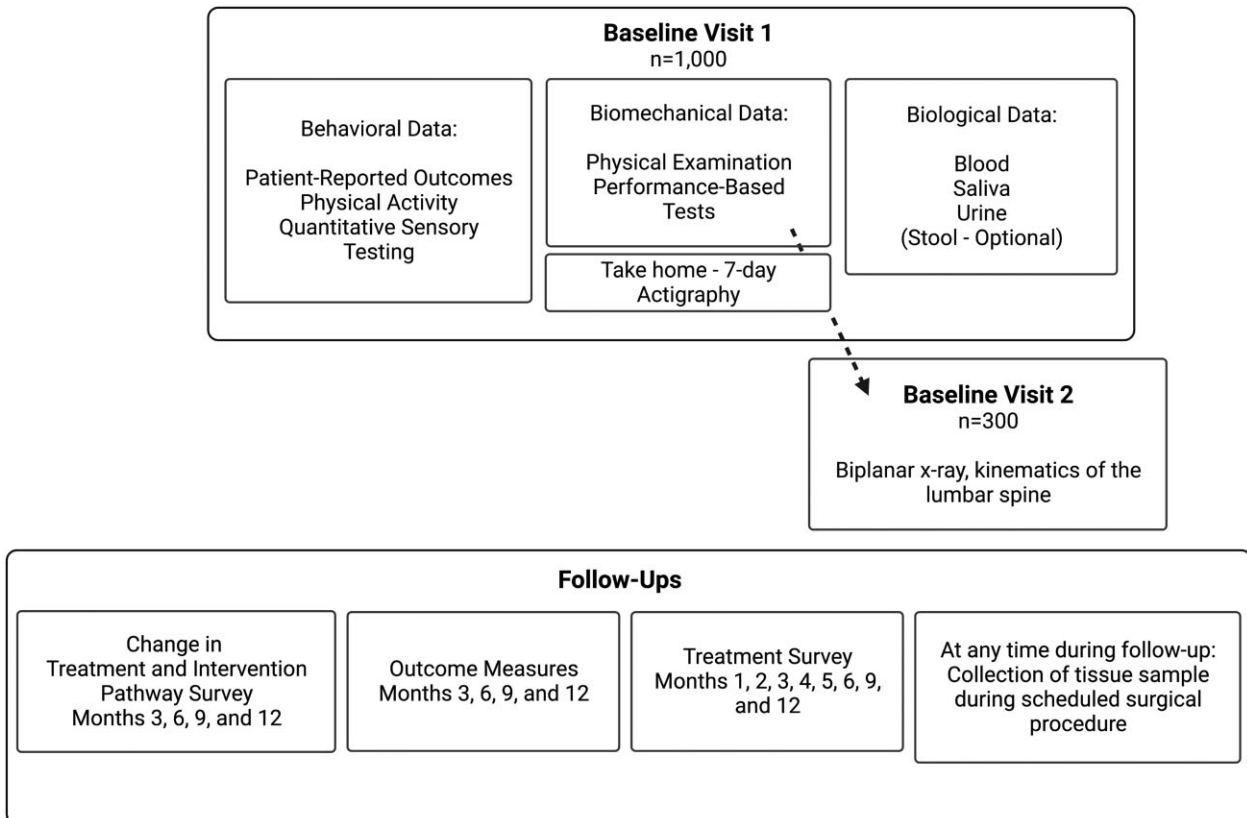 Baseline Visit 1
n=1,000
Behavioral Data:
Patient-Reported Outcomes
Physical Activity
Quantitative Sensory
Testing
Biomechanical Data:
Physical Examination
Performance-Based
Tests
Take home - 7-day
Actigraphy
Biological Data:
Blood
Saliva
Urine
(Stool - Optional)
Baseline Visit 2
n=300
Biplanar x-ray, kinematics of the
lumbar spine
Follow-Ups
Change in
Treatment and Intervention
Pathway Survey
Months 3, 6, 9, and 12
Outcome Measures
Months 3, 6, 9, and 12
Treatment Survey
Months 1, 2, 3, 4, 5, 6, 9,
and 12
At any time during follow-up:
Collection of tissue sample
during scheduled surgical
procedure